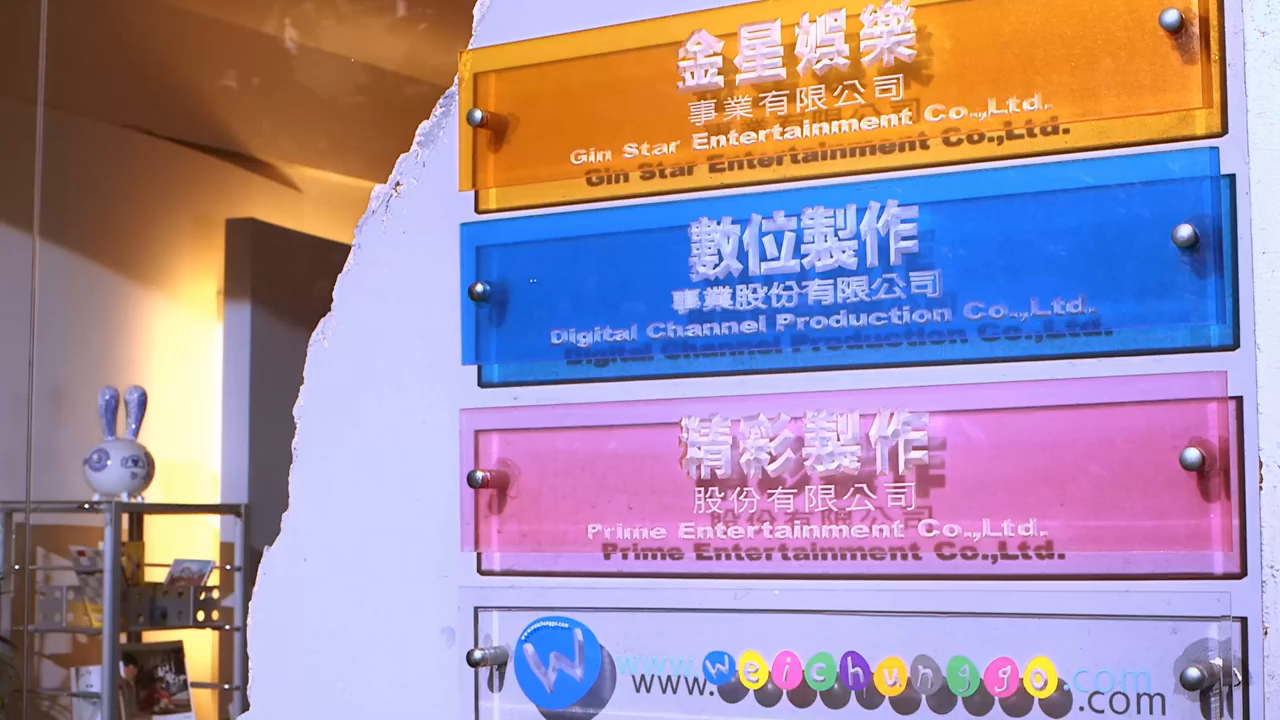 金星娛樂
事業有限公司
Gin Star Entertainment Co.,Ltd.
數位製作
事業股份有限公司
Digital Channel Production Co.,Ltd.
精彩製作
股份有限公司
Prime Entertainment Co.,Ltd.
W www.weichunggo.com